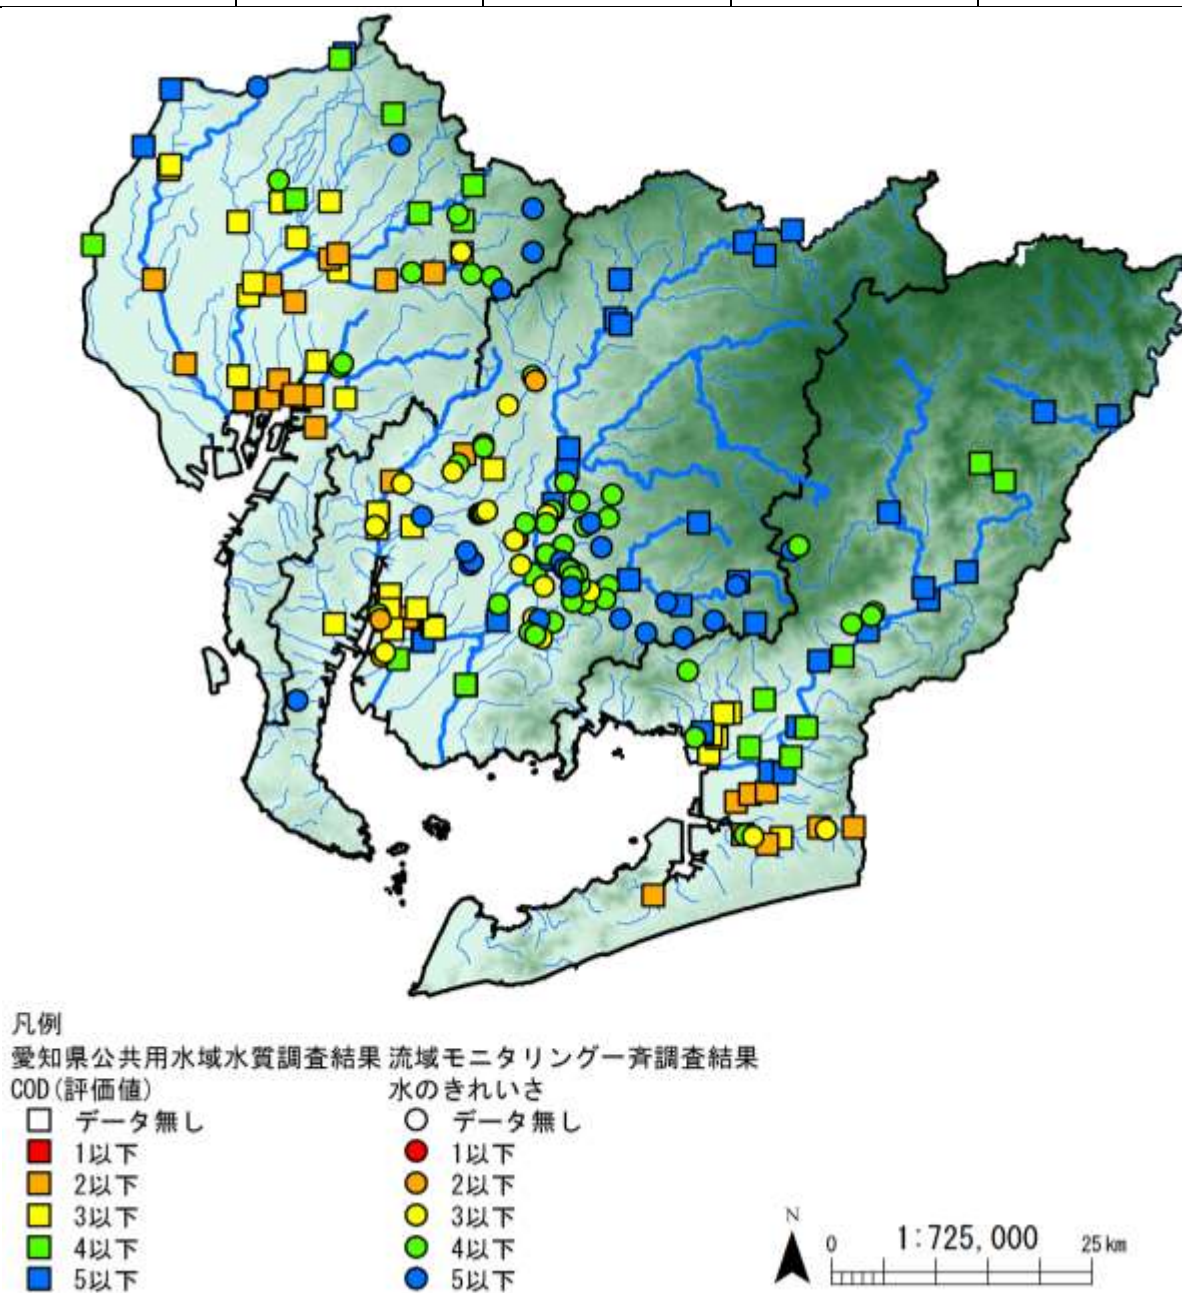 凡例
愛知県公共用水域水質調査結果 流域モニタリング一斉調査結果
COD(評価値) 水のきれいさ
データ無し データ無し
1以下 1以下
2以下 2以下
3以下 3以下
4以下 4以下
5以下 5以下
N
0 1:725,000 25km